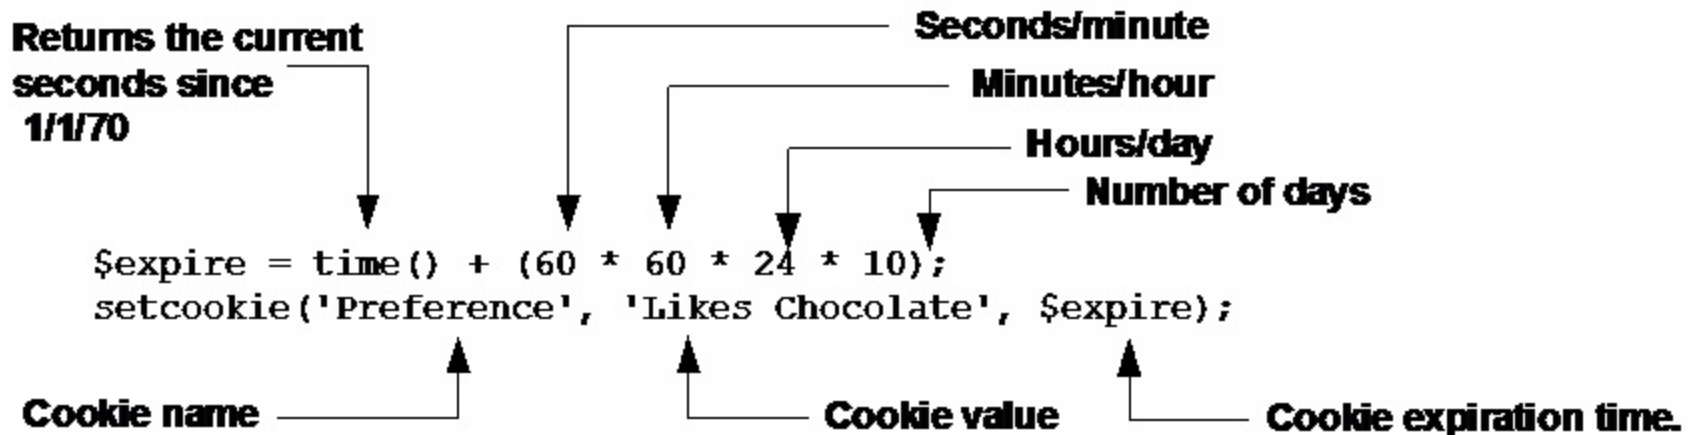 Returns the current
seconds since
1/1/70
Seconds/minute
Minutes/hour
Hours/day
Number of days
$expire = time() + (60 * 60 * 24 * 10);
setcookie('Preference', 'Likes Chocolate', $expire);
Cookie name
Cookie value
Cookie expiration time.